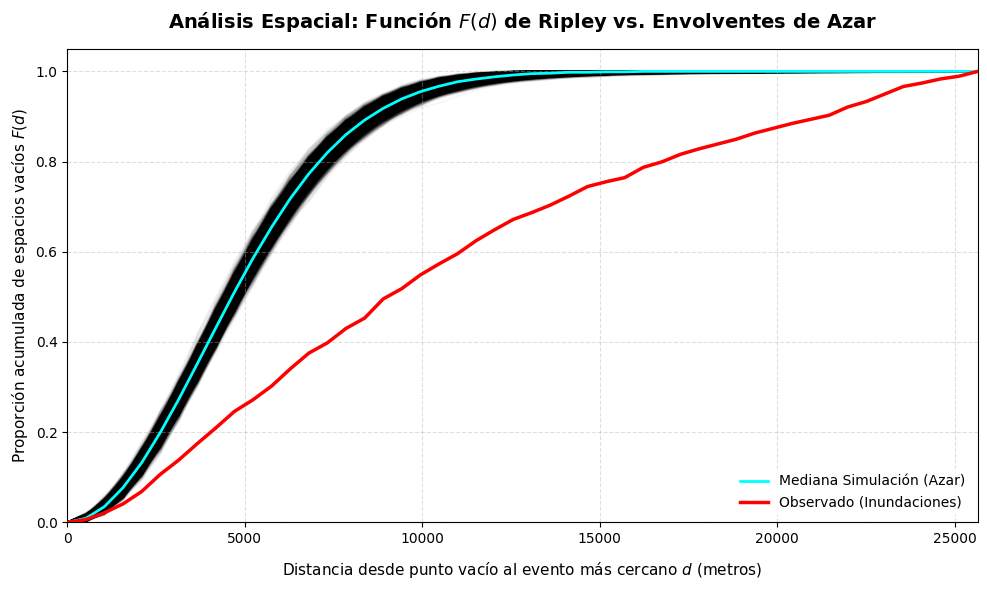 Análisis Espacial: Función F(d) de Ripley vs. Envolventes de Azar
Proporción acumulada de espacios vacíos F(d)
1.0
0.8
0.6
0.4
0.2
0.0
Mediana Simulación (Azar)
Observado (Inundaciones)
0 5000 10000 15000 20000 25000
Distancia desde punto vacío al evento más cercano d (metros)